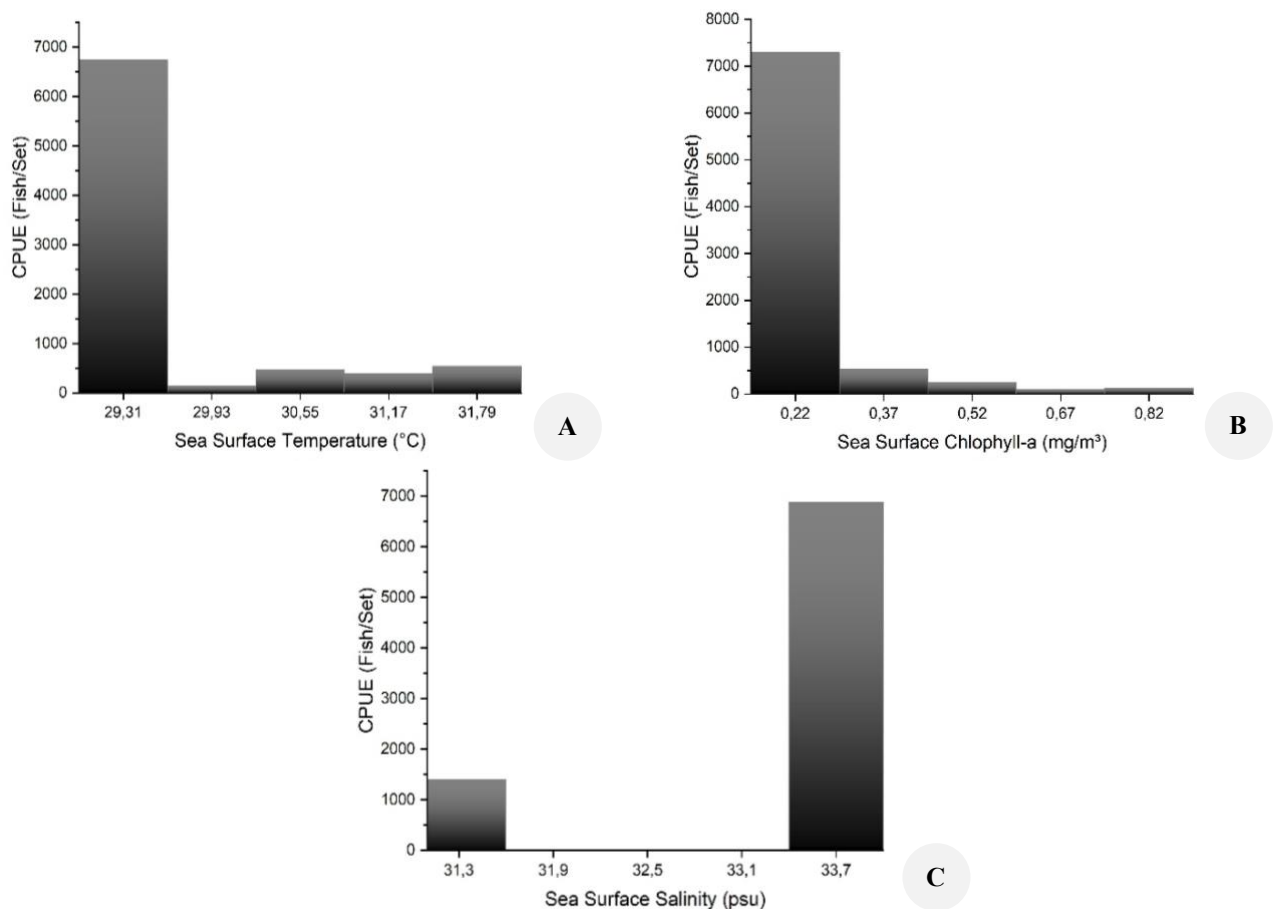 7000
6000
5000
4000
3000
2000
1000
0
CPUE (Fish/Set)
29,31 29,93 30,55 31,17 31,79
Sea Surface Temperature (°C)
A
8000
7000
6000
5000
4000
3000
2000
1000
0
CPUE (Fish/Set)
0,22 0,37 0,52 0,67 0,82
Sea Surface Chlophyll-a (mg/m³)
B
7000
6000
5000
4000
3000
2000
1000
0
CPUE (Fish/Set)
31,3 31,9 32,5 33,1 33,7
Sea Surface Salinity (psu)
C